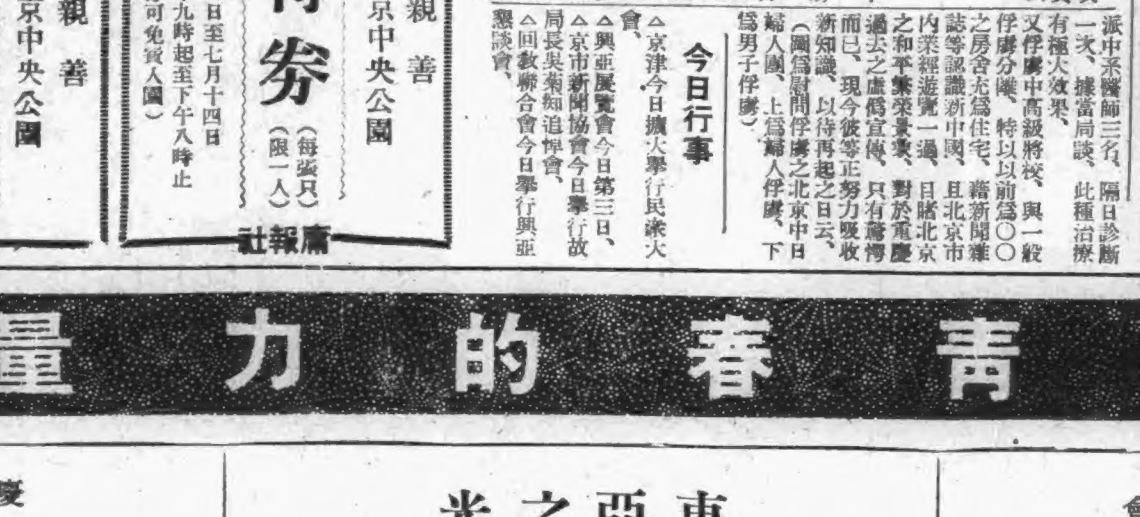 派中系醫師三名、隔日診斷
一次、據當局談、此種治療
有極大效果、
又俘虜中高級將校、與一般
俘虜分離、特以以前爲〇〇
之房舍充爲住宅、藉新聞雜
誌等認識新中國、且北京市
內業經遊覽一過、目睹北京
之和平繁榮景象、對於重慶
過去之虛僞宣傳、只有驚愕
而已、現今彼等正努力吸收
新知識、以待再起之日云、
（圖爲慰問俘虜之北京中日
婦人團、上爲婦人俘虜、下
爲男子俘虜）
今日行事
△京津今日擴大舉行民衆大
會、
△興亞展覽會今日第三日、
△京市新聞協會今日舉行故
局長吳菊痴追悼會、
△回敎聯合會今日舉行興亞
懇談會、
親善
京中央公園
券
（每張只）
（限一人）
庸報社
日至七月十四日
九時起至下午八時止
可免費入園）
親善
京中央公園
青春的力量
東亞之光
慶
會